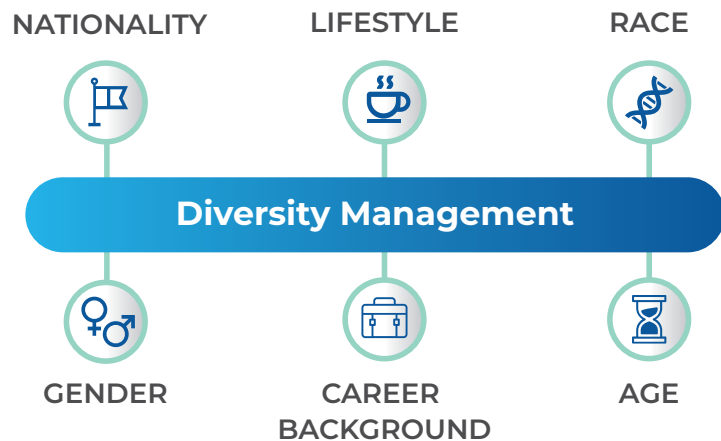 NATIONALITY
LIFESTYLE
RACE
Diversity Management
GENDER
CAREER
BACKGROUND
AGE